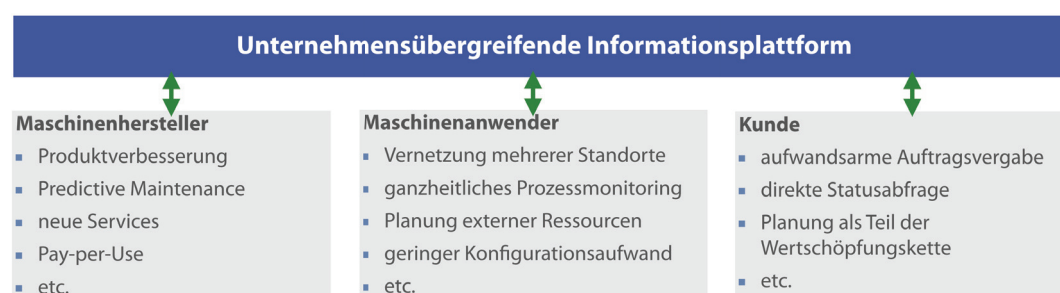 Unternehmensübergreifende Informationsplattform
Maschinenhersteller
Produktverbesserung
Predictive Maintenance
neue Services
Pay-per-Use
etc.
Maschinenanwender
Vernetzung mehrerer Standorte
ganzheitliches Prozessmonitoring
Planung externer Ressourcen
geringer Konfigurationsaufwand
etc.
Kunde
aufwandsarme Auftragsvergabe
direkte Statusabfrage
Planung als Teil der
Wertschöpfungskette
etc.